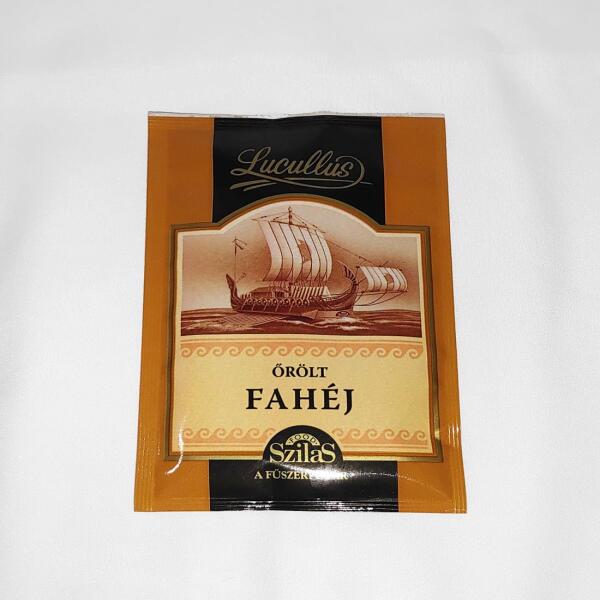 Lucullus
ŐRÖLT
FAHÉJ
FOOD
SzilaS
A